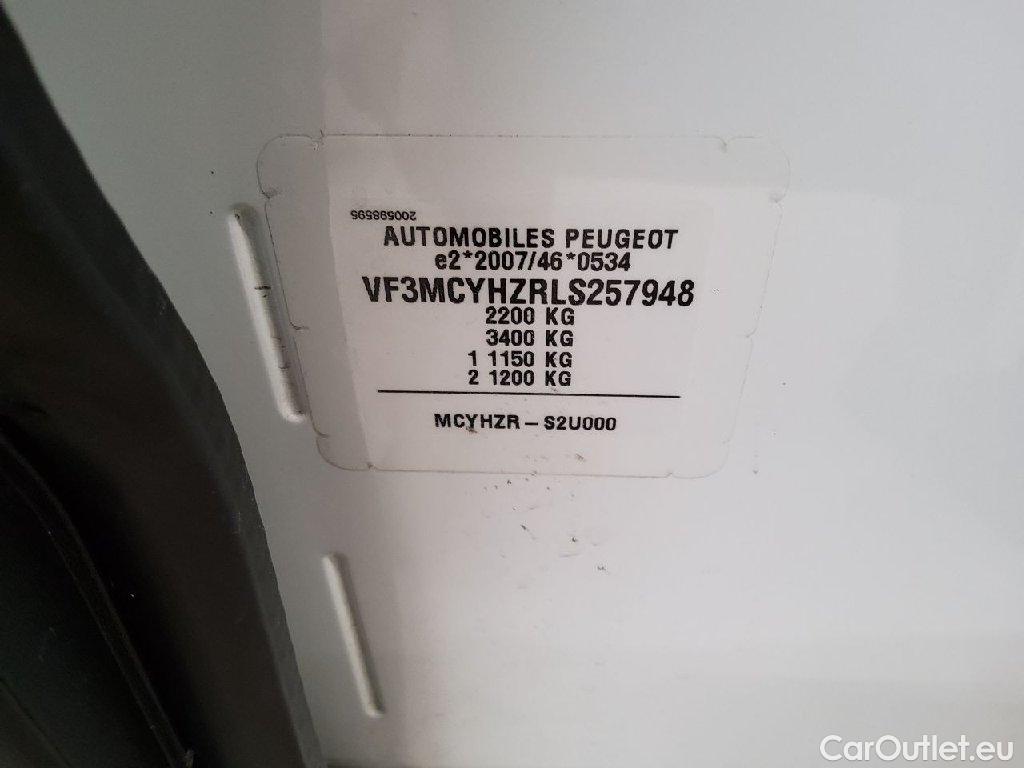 200598595
AUTOMOBILES PEUGEOT
e2*2007/46*0534
VF3MCYHZRLS257948
2200 KG
3400 KG
1 1150 KG
2 1200 KG
MCYHZR – S2U000
CarOutlet.eu